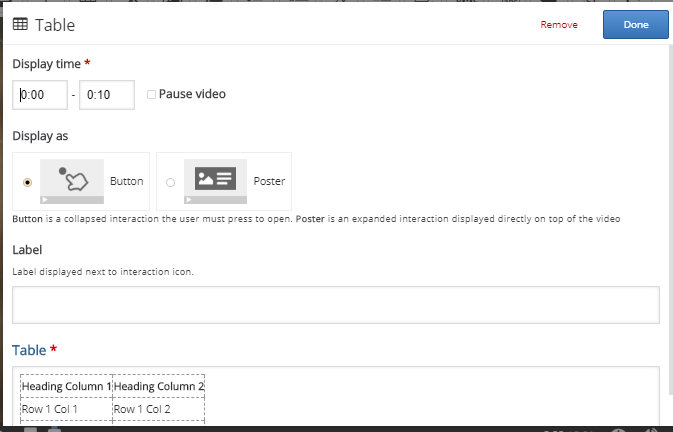 Table
Remove
Done
Display time *
0:00 - 0:10 Pause video
Display as
Button
Poster
Button is a collapsed interaction the user must press to open. Poster is an expanded interaction displayed directly on top of the video
Label
Label displayed next to interaction icon.
Table *
Heading Column 1 Heading Column 2
Row 1 Col 1 Row 1 Col 2